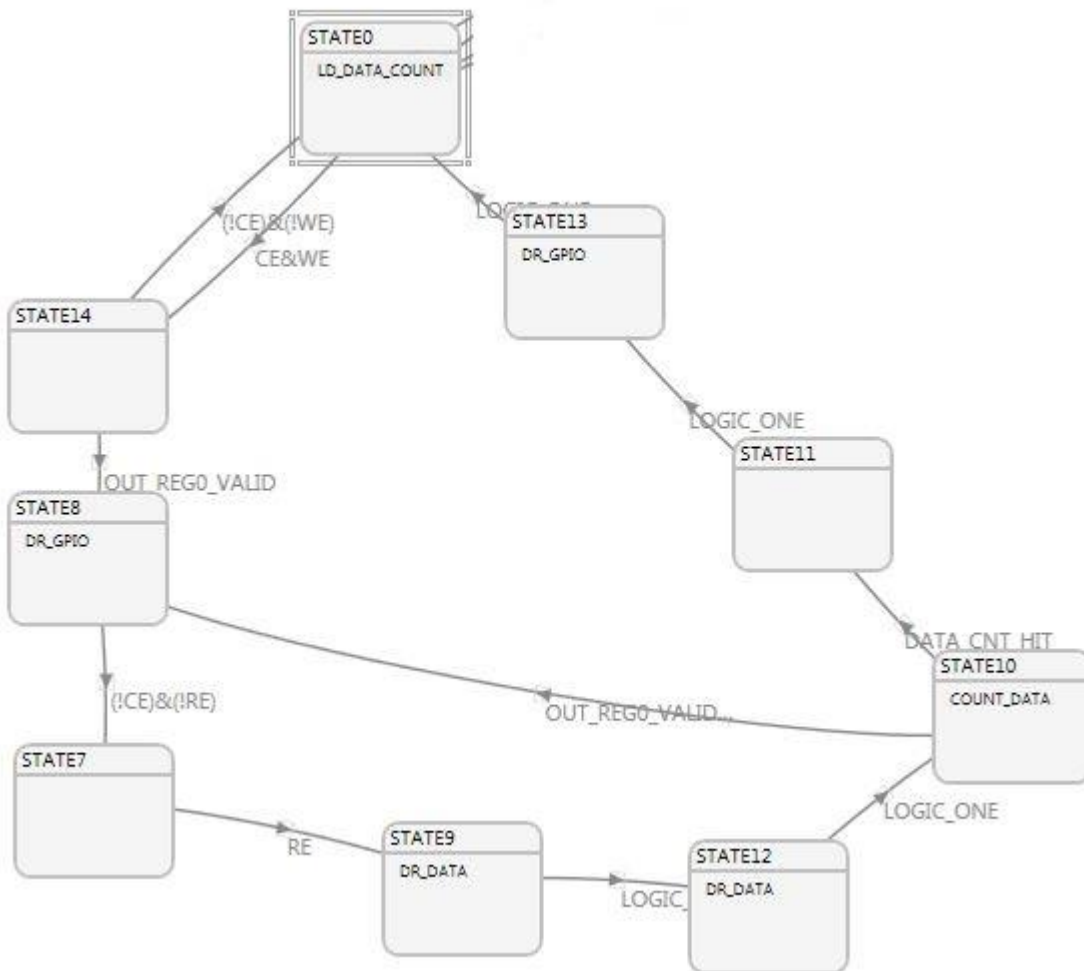 STATE0
LD_DATA_COUNT
(!CE)&(!WE)
CE&WE
STATE13
DR_GPIO
STATE14
LOGIC_ONE
STATE11
OUT_REG0_VALID
STATE8
DR_GPIO
DATA_CNT_HIT
STATE10
COUNT_DATA
(!CE)&(!RE)
OUT_REG0_VALID...
STATE7
LOGIC_ONE
RE
STATE9
DR_DATA
STATE12
DR_DATA
LOGIC_